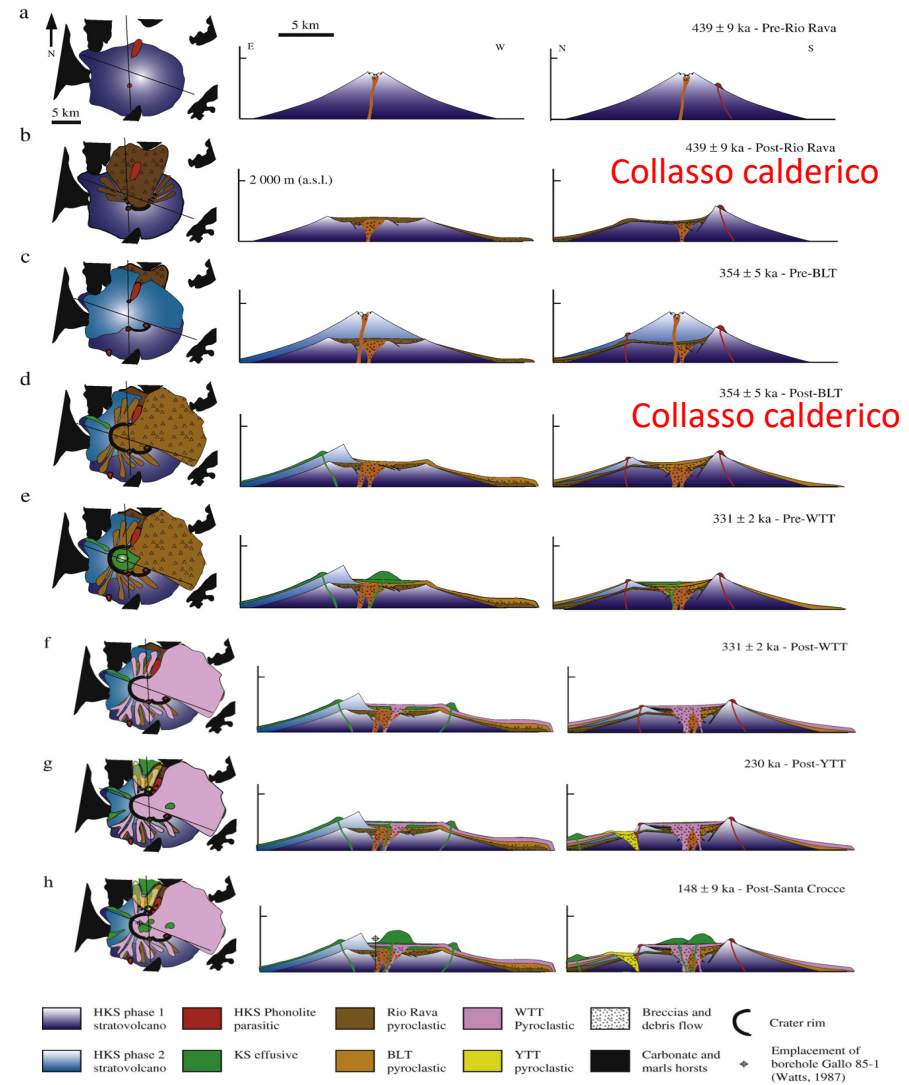 a
N
5 km
5 km
E
W
439 ± 9 ka - Pre-Rio Rava
N
S
b
2 000 m (a.s.l.)
439 ± 9 ka - Post-Rio Rava
Collasso calderico
c
354 ± 5 ka - Pre-BLT
d
354 ± 5 ka - Post-BLT
Collasso calderico
e
331 ± 2 ka - Pre-WTT
f
331 ± 2 ka - Post-WTT
g
230 ka - Post-YTT
h
148 ± 9 ka - Post-Santa Crocce
HKS phase 1
stratovolcano
HKS Phonolite
parasitic
Rio Rava
pyroclastic
WTT
Pyroclastic
Breccias and
debris flow
Crater rim
HKS phase 2
stratovolcano
KS effusive
BLT
pyroclastic
YTT
pyroclastic
Carbonate and
marls horsts
Emplacement of
borehole Gallo 85-1
(Watts, 1987)